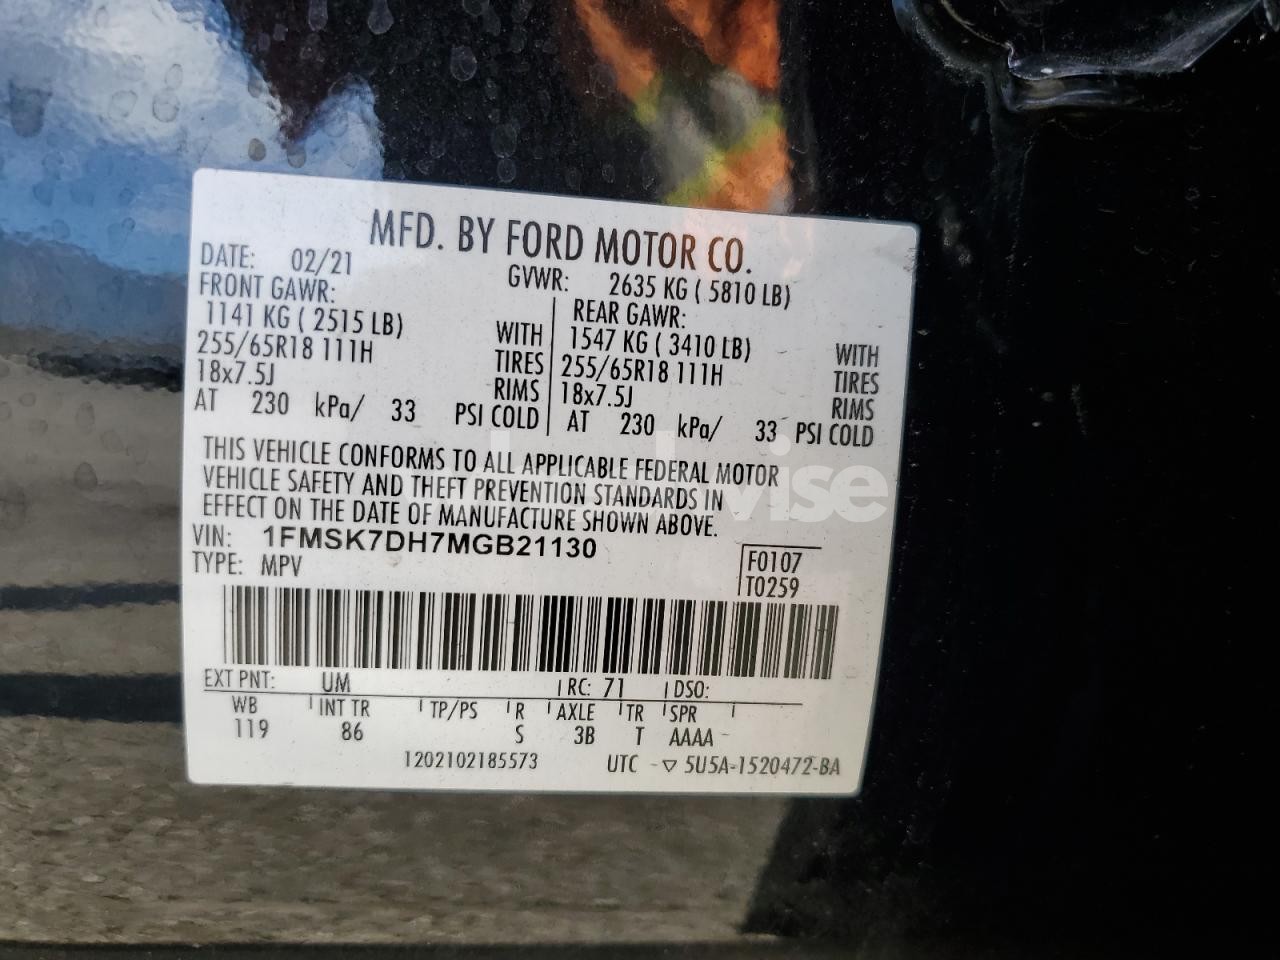 MFD. BY FORD MOTOR CO.
DATE: 02/21 GVWR: 2635 KG ( 5810 LB)
FRONT GAWR: REAR GAWR:
1141 KG ( 2515 LB) WITH 1547 KG ( 3410 LB) WITH
255/65R18 111H TIRES 255/65R18 111H TIRES
18x7.5J RIMS 18x7.5J RIMS
AT 230 kPa/ 33 PSI COLD AT 230 kPa/ 33 PSI COLD
THIS VEHICLE CONFORMS TO ALL APPLICABLE FEDERAL MOTOR
VEHICLE SAFETY AND THEFT PREVENTION STANDARDS IN
EFFECT ON THE DATE OF MANUFACTURE SHOWN ABOVE.
VIN: 1FMSK7DH7MGB21130
TYPE: MPV F0107
T0259
EXT PNT: UM RC: 71 DSO:
WB INT TR TP/PS R AXLE TR SPR
119 86 S 3B T AAAA
1202102185573 UTC -▽ 5U5A-1520472-BA